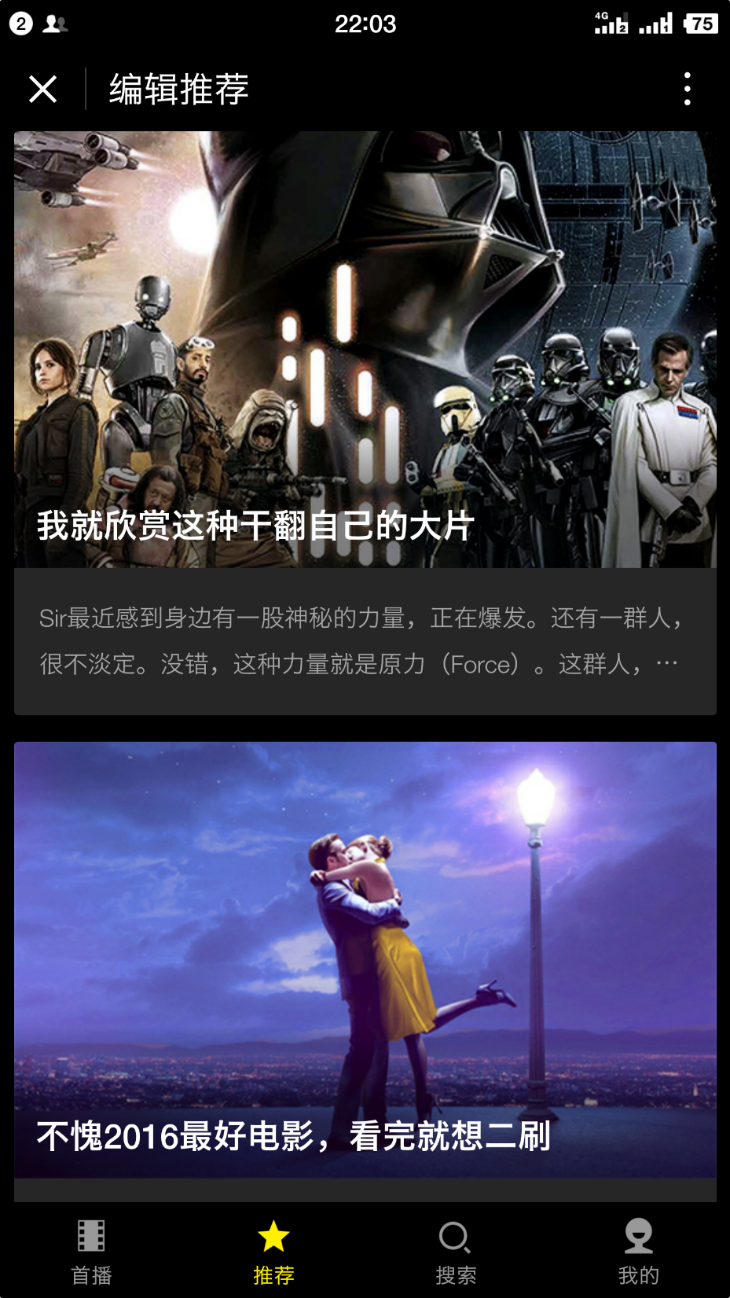 2
22:03
4G
2
1
75
编辑推荐
我就欣赏这种干翻自己的大片
Sir最近感到身边有一股神秘的力量，正在爆发。还有一群人，
很不淡定。没错，这种力量就是原力（Force）。这群人，…
不愧2016最好电影，看完就想二刷
首播
推荐
搜索
我的